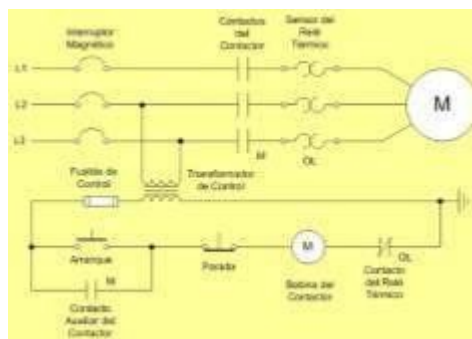 Interruptor
Magnético
Contactos
del
Contactor
Sensor del
Relé
Térmico
L1
L2
L3
M
M
OL
Fusible de
Control
Transformador
de Control
Arranque
Parada
M
OL
M
Contacto
Auxiliar del
Contactor
Bobina del
Contactor
Contacto
del Relé
Térmico